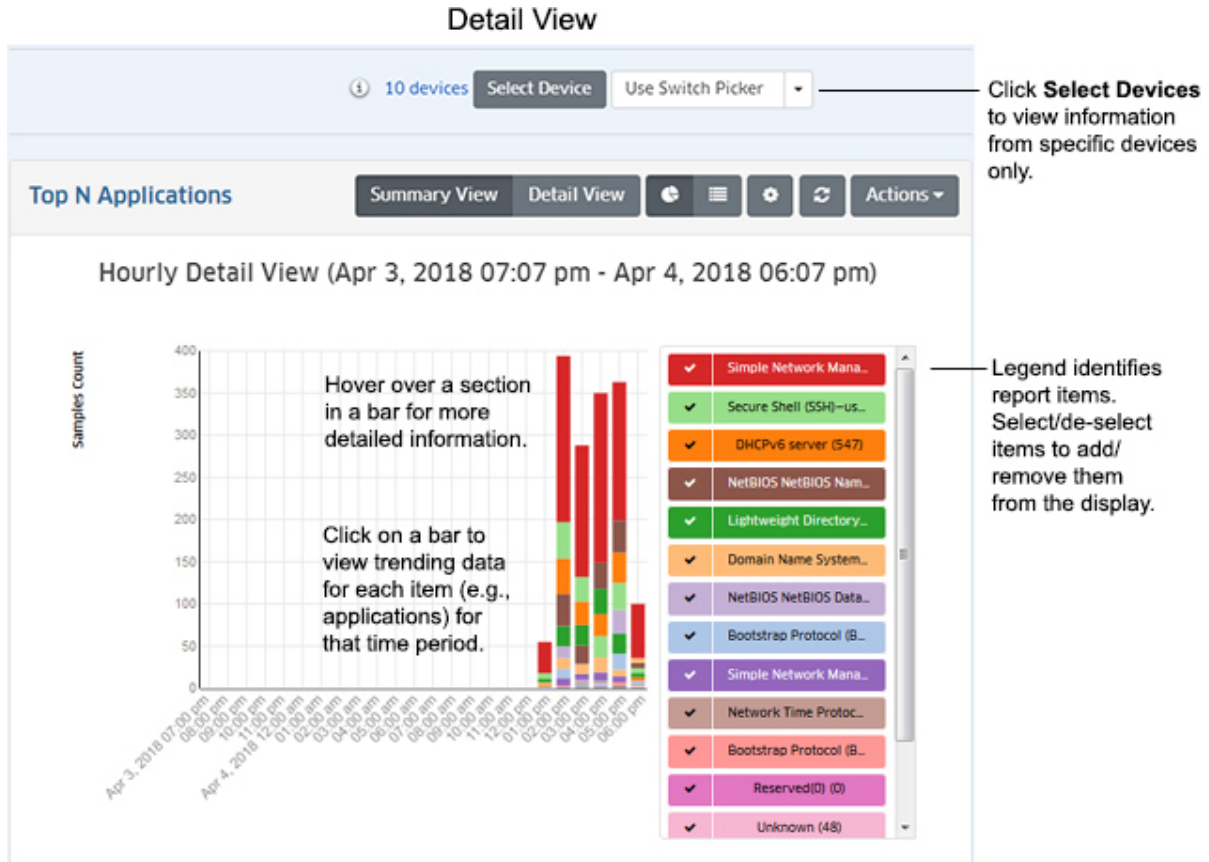 Detail View
10 devices Select Device Use Switch Picker
Click Select Devices
to view information
from specific devices
only.
Top N Applications Summary View Detail View Actions
Hourly Detail View (Apr 3, 2018 07:07 pm - Apr 4, 2018 06:07 pm)
Samples Count
400
350
300
250
200
150
100
50
0
Hover over a section
in a bar for more
detailed information.
Click on a bar to
view trending data
for each item (e.g.,
applications) for
that time period.
Apr 3, 2018 07:00 pm
08:00 pm
09:00 pm
10:00 pm
11:00 pm
Apr 4, 2018 12:00 am
01:00 am
02:00 am
03:00 am
04:00 am
05:00 am
06:00 am
07:00 am
08:00 am
09:00 am
10:00 am
11:00 am
12:00 pm
01:00 pm
02:00 pm
03:00 pm
04:00 pm
05:00 pm
06:00 pm
Simple Network Mana...
Secure Shell (SSH)—us...
DHCPv6 server (547)
NetBIOS NetBIOS Nam...
Lightweight Directory...
Domain Name System...
NetBIOS NetBIOS Data...
Bootstrap Protocol (B...
Simple Network Mana...
Network Time Protoc...
Bootstrap Protocol (B...
Reserved(0) (0)
Unknown (48)
Legend identifies
report items.
Select/de-select
items to add/
remove them
from the display.